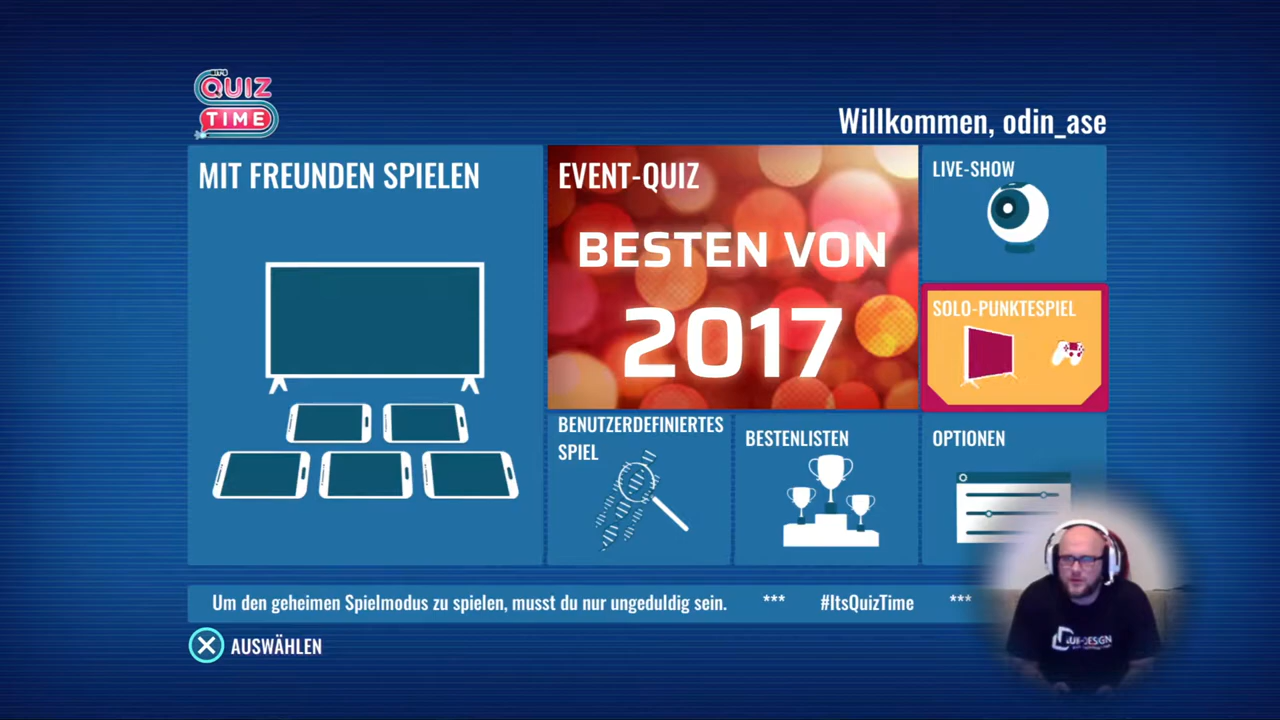 QUIZ
TIME
Willkommen, odin_ase
MIT FREUNDEN SPIELEN
EVENT-QUIZ
BESTEN VON
2017
LIVE-SHOW
SOLO-PUNKTESPIEL
BENUTZERDEFINIERTES
SPIEL
BESTENLISTEN
OPTIONEN
Um den geheimen Spielmodus zu spielen, musst du nur ungeduldig sein. *** #ItsQuizTime ***
AUSWÄHLEN